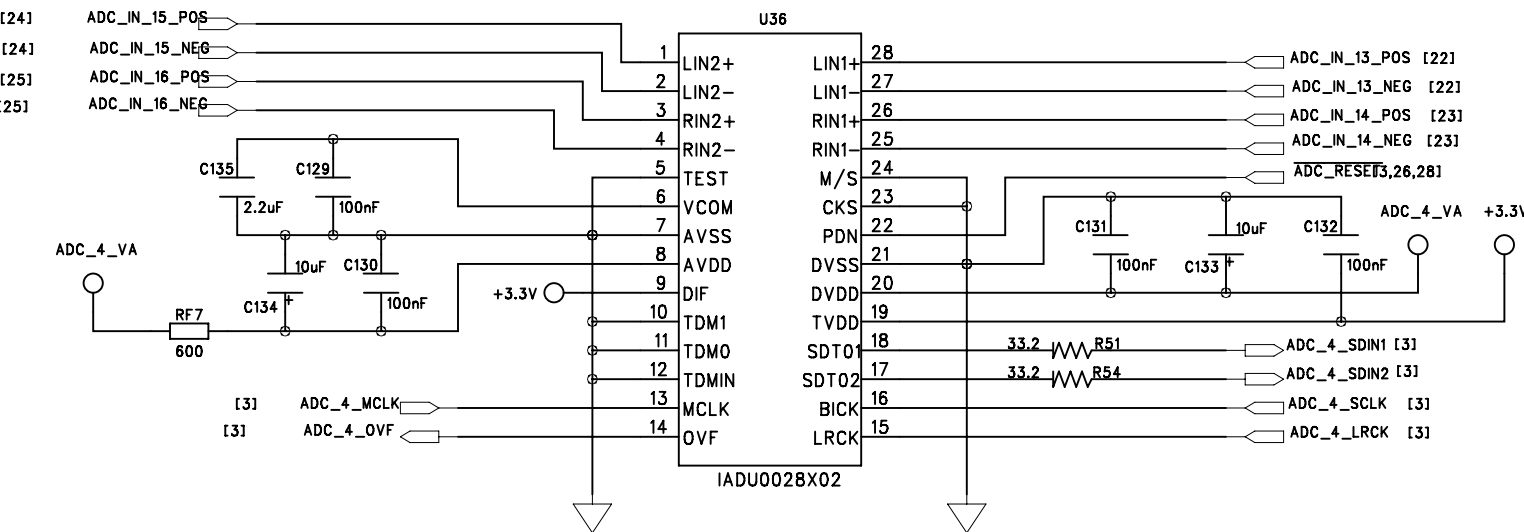 [24] ADC_IN_15_POS
[24] ADC_IN_15_NEG
[25] ADC_IN_16_POS
[25] ADC_IN_16_NEG
U36
1 LIN2+ LIN1+ 28 ADC_IN_13_POS [22]
2 LIN2- LIN1- 27 ADC_IN_13_NEG [22]
3 RIN2+ RIN1+ 26 ADC_IN_14_POS [23]
4 RIN2- RIN1- 25 ADC_IN_14_NEG [23]
5 TEST M/S 24 ADC_RESET[3,26,28]
6 VCOM CKS 23
7 AVSS PDN 22
8 AVDD DVSS 21
9 DIF DVDD 20
10 TDM1 TVDD 19
11 TDM0 SDTO1 18 33.2 R51 ADC_4_SDIN1 [3]
12 TDMIN SDTO2 17 33.2 R54 ADC_4_SDIN2 [3]
[3] ADC_4_MCLK 13 MCLK BICK 16 ADC_4_SCLK [3]
[3] ADC_4_OVF 14 OVF LRCK 15 ADC_4_LRCK [3]
IADU0028X02
C135
2.2uF
C129
100nF
ADC_4_VA
10uF
C134
+
C130
100nF
+3.3V
RF7
600
C131
100nF
10uF
C133
+
C132
100nF
ADC_4_VA
+3.3V